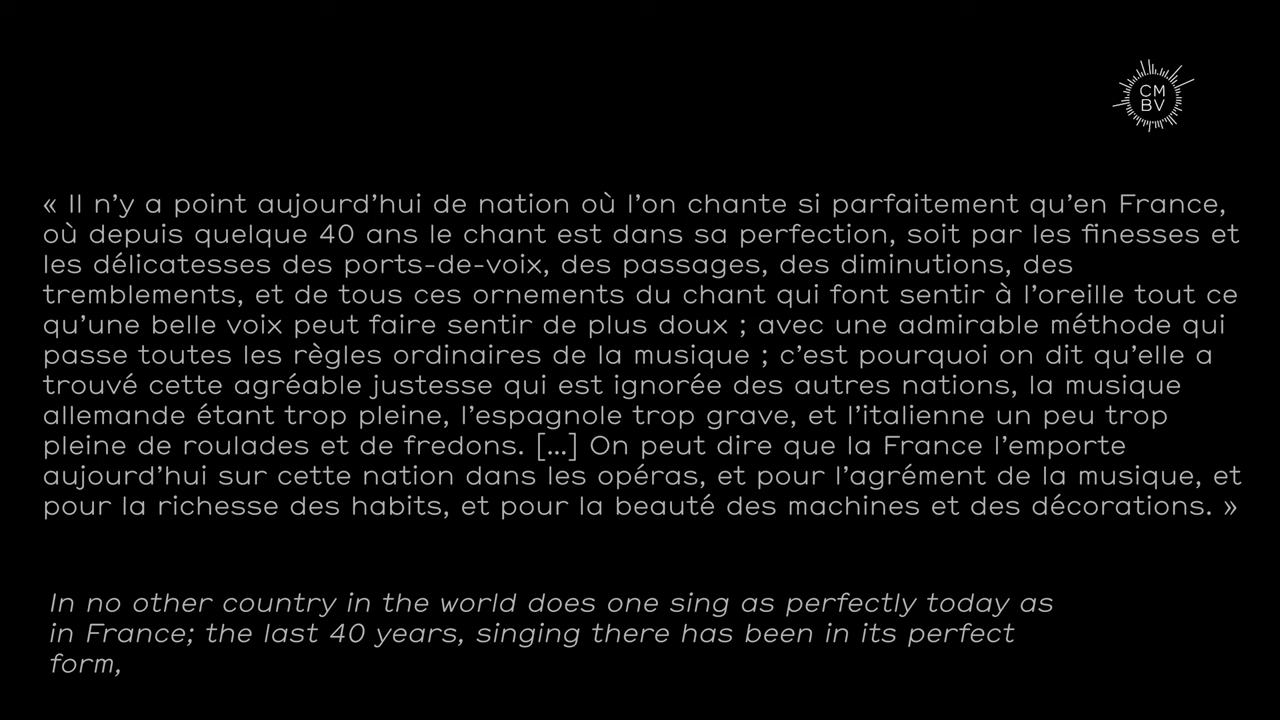 CM
BV
« Il n’y a point aujourd’hui de nation où l’on chante si parfaitement qu’en France,
où depuis quelque 40 ans le chant est dans sa perfection, soit par les finesses et
les délicatesses des ports-de-voix, des passages, des diminutions, des
tremblements, et de tous ces ornements du chant qui font sentir à l’oreille tout ce
qu’une belle voix peut faire sentir de plus doux ; avec une admirable méthode qui
passe toutes les règles ordinaires de la musique ; c’est pourquoi on dit qu’elle a
trouvé cette agréable justesse qui est ignorée des autres nations, la musique
allemande étant trop pleine, l’espagnole trop grave, et l’italienne un peu trop
pleine de roulades et de fredons. [...] On peut dire que la France l’emporte
aujourd’hui sur cette nation dans les opéras, et pour l’agrément de la musique, et
pour la richesse des habits, et pour la beauté des machines et des décorations. »
In no other country in the world does one sing as perfectly today as
in France; the last 40 years, singing there has been in its perfect
form,